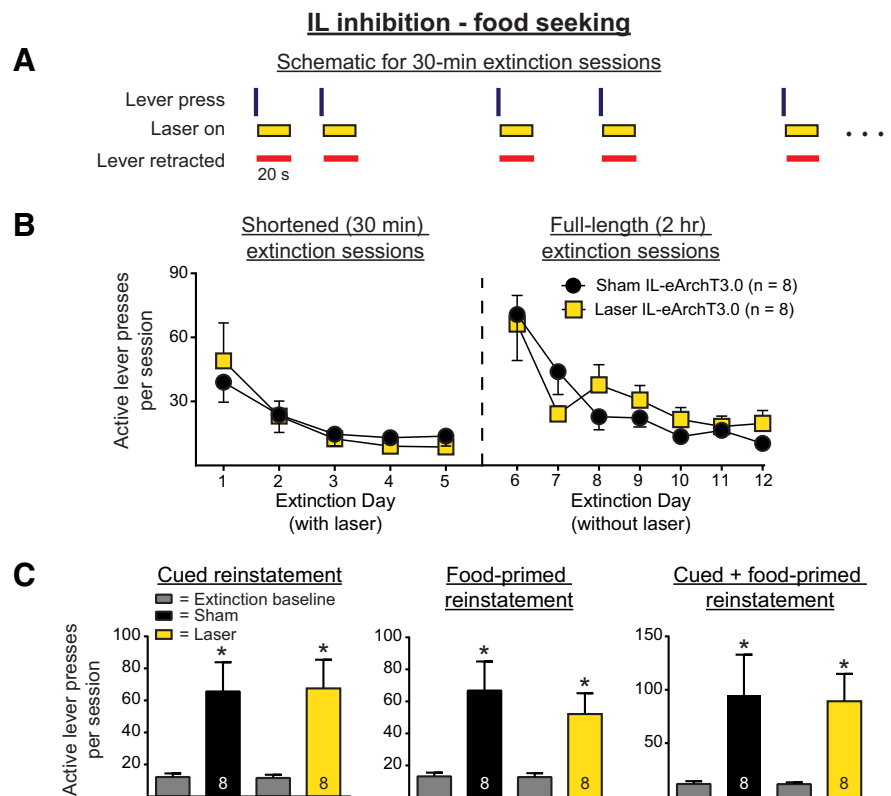 IL inhibition - food seeking
A
Schematic for 30-min extinction sessions
Lever press
Laser on
Lever retracted
20 s
. . .
B
Shortened (30 min)
extinction sessions
Full-length (2 hr)
extinction sessions
Sham IL-eArchT3.0 (n = 8)
Laser IL-eArchT3.0 (n = 8)
Active lever presses
per session
90
60
30
1 2 3 4 5
6 7 8 9 10 11 12
Extinction Day
(with laser)
Extinction Day
(without laser)
C
Cued reinstatement
= Extinction baseline
= Sham
= Laser
Active lever presses
per session
100
80
60
40
20
*
*
8
8
Food-primed
reinstatement
100
80
60
40
20
*
*
8
8
Cued + food-primed
reinstatement
150
100
50
*
*
8
8